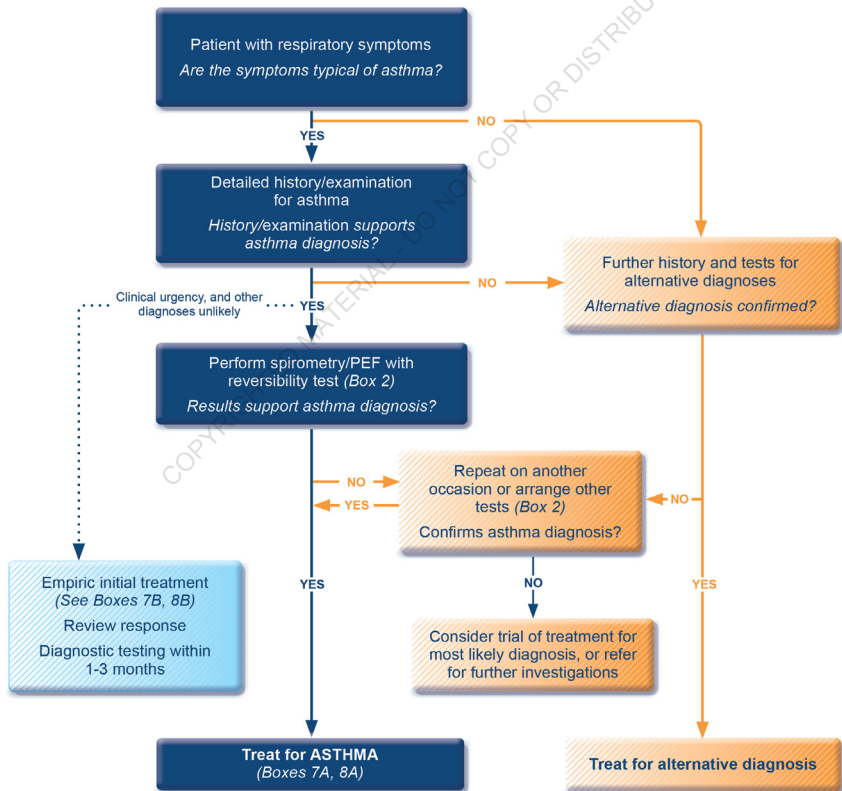 Patient with respiratory symptoms
Are the symptoms typical of asthma?
NO
YES
Detailed history/examination
for asthma
History/examination supports
asthma diagnosis?
Further history and tests for
alternative diagnoses
Alternative diagnosis confirmed?
NO
Clinical urgency, and other
diagnoses unlikely
YES
Perform spirometry/PEF with
reversibility test (Box 2)
Results support asthma diagnosis?
Repeat on another
occasion or arrange other
tests (Box 2)
Confirms asthma diagnosis?
NO
YES
NO
YES
NO
YES
Empiric initial treatment
(See Boxes 7B, 8B)
Review response
Diagnostic testing within
1-3 months
Consider trial of treatment for
most likely diagnosis, or refer
for further investigations
Treat for ASTHMA
(Boxes 7A, 8A)
Treat for alternative diagnosis